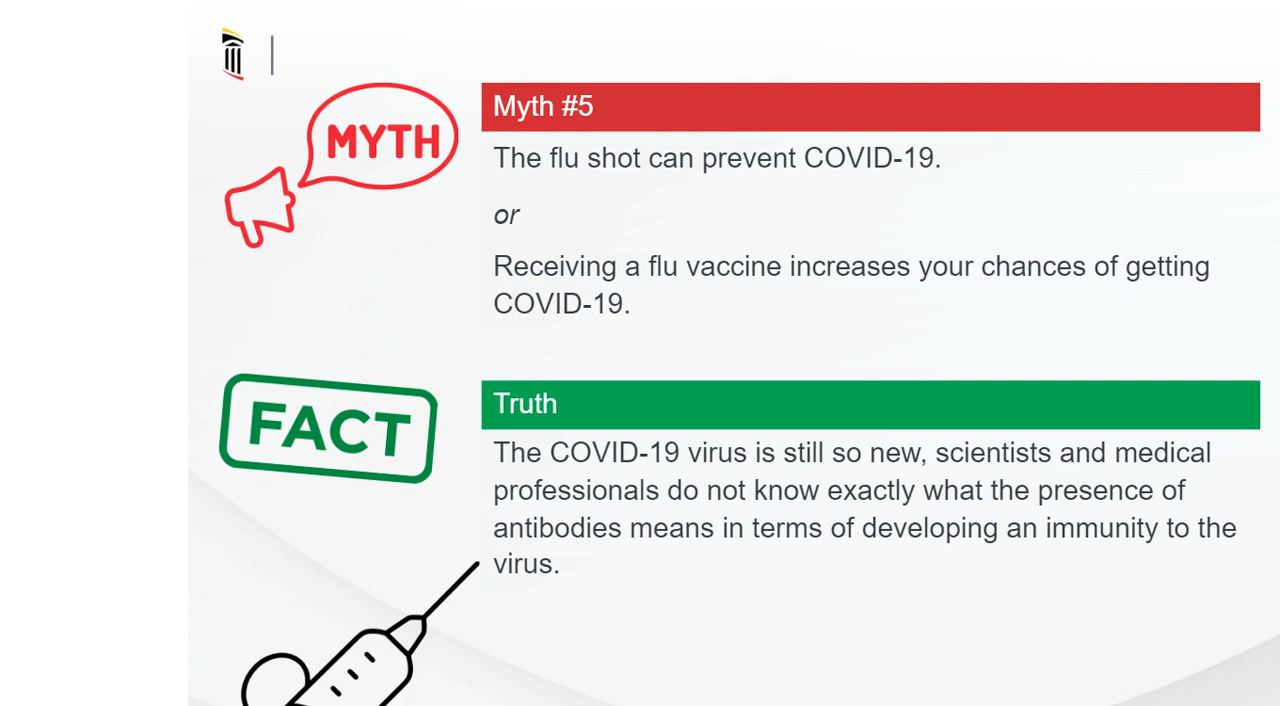 MYTH
Myth #5
The flu shot can prevent COVID-19.
or
Receiving a flu vaccine increases your chances of getting
COVID-19.
FACT
Truth
The COVID-19 virus is still so new, scientists and medical
professionals do not know exactly what the presence of
antibodies means in terms of developing an immunity to the
virus.